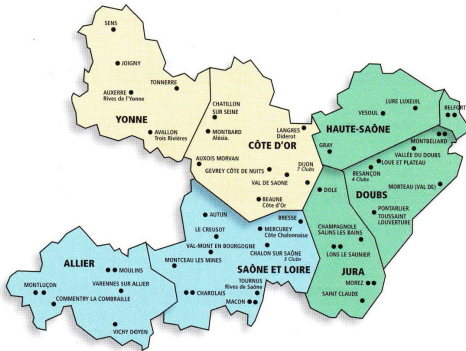 SENS
JOIGNY
AUXERRE
Rives de l'Yonne
TONNERRE
YONNE
AVALLON
Trois Rivières
CHATILLON
SUR SEINE
MONTBARD
Alésia.
LANGRES
Diderot
CÔTE D'OR
AUXOIS MORVAN
GEVREY CÔTE DE NUITS
DIJON
7 Clubs
VAL DE SAONE
BEAUNE
Côte d'Or
LURE LUXEUIL
VESOUL
BELFORT
HAUTE-SAÔNE
GRAY
MONTBELIARD
VALLÉE DU DOUBS
LOUE ET PLATEAU
BESANÇON
4 Clubs
DOLE
DOUBS
MORTEAU (VAL DE)
PONTARLIER
TOUSSAINT
LOUVERTURE
CHAMPAGNOLE
SALINS LES BAINS
LONS LE SAUNIER
JURA
MOREZ
SAINT CLAUDE
AUTUN
BRESSE
LE CREUSOT
MERCUREY
Côte Chalonnaise
VAL-MONT EN BOURGOGNE
CHALON SUR SAÔNE
3 Clubs
MONTCEAU LES MINES
SAÔNE ET LOIRE
TOURNUS
Rives de Saône
CHAROLAIS
MACON
ALLIER
MOULINS
MONTLUÇON
VARENNES SUR ALLIER
COMMENTRY LA COMBRAILLE
VICHY DOYEN